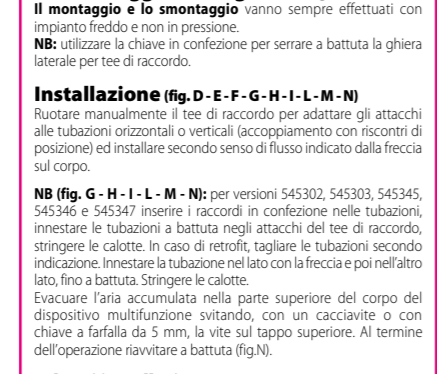 Il montaggio e lo smontaggio vanno sempre effettuati con
impianto freddo e non in pressione.
NB: utilizzare la chiave in confezione per serrare a battuta la ghiera
laterale per tee di raccordo.
Installazione (fig. D - E - F - G - H - I - L - M - N)
Ruotare manualmente il tee di raccordo per adattare gli attacchi
alle tubazioni orizzontali o verticali (accoppiamento con riscontri di
posizione) ed installare secondo senso di flusso indicato dalla freccia
sul corpo.
NB (fig. G - H - I - L - M - N): per versioni 545302, 545303, 545345,
545346 e 545347 inserire i raccordi in confezione nelle tubazioni,
innestare le tubazioni a battuta negli attacchi del tee di raccordo,
stringere le calotte. In caso di retrofit, tagliare le tubazioni secondo
indicazione. Innestare la tubazione nel lato con la freccia e poi nell'altro
lato, fino a battuta. Stringere le calotte.
Evacuare l'aria accumulata nella parte superiore del corpo del
dispositivo multifunzione svitando, con un cacciavite o con
chiave a farfalla da 5 mm, la vite sul tappo superiore. Al termine
dell'operazione riavvitare a battuta (fig.N).